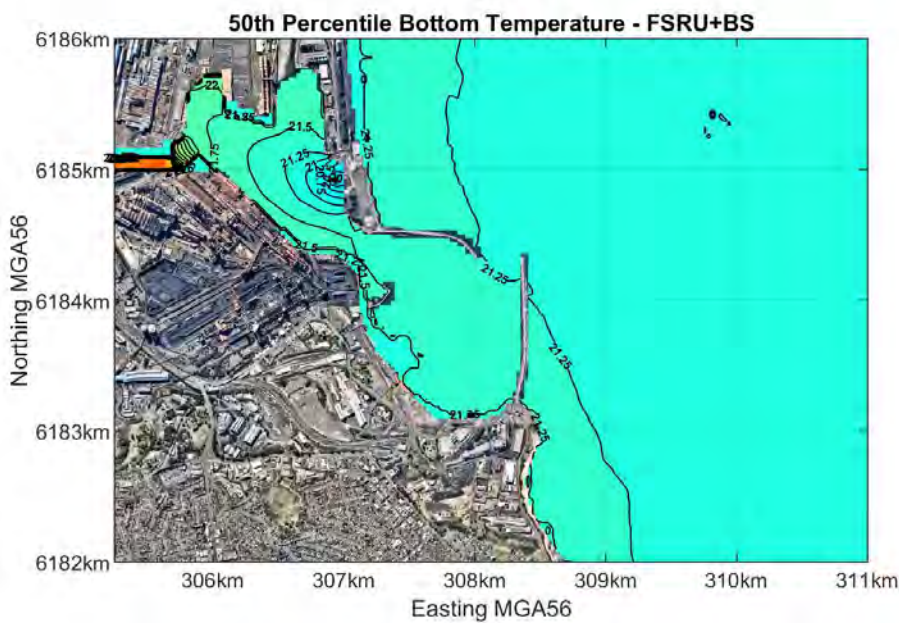 50th Percentile Bottom Temperature - FSRU+BS
6186km
6185km
6184km
6183km
6182km
Northing MGA56
306km
307km
308km
309km
310km
311km
Easting MGA56
22
21.25
21.5
21.75
21.25
21.25
21.5
21.25
21.25
21.25
21.25